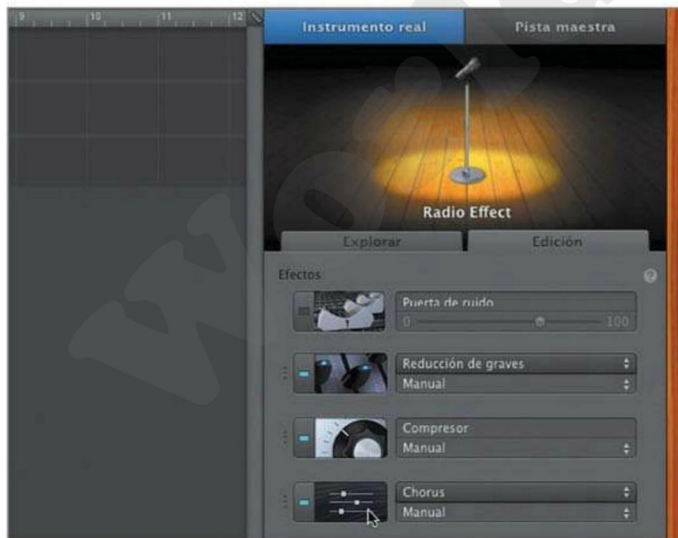 9 10 11 12
Instrumento real Pista maestra
Radio Effect
Explorar Edición
Efectos
?
Puerta de ruido
0 100
Reducción de graves
Manual
Compresor
Manual
Chorus
Manual